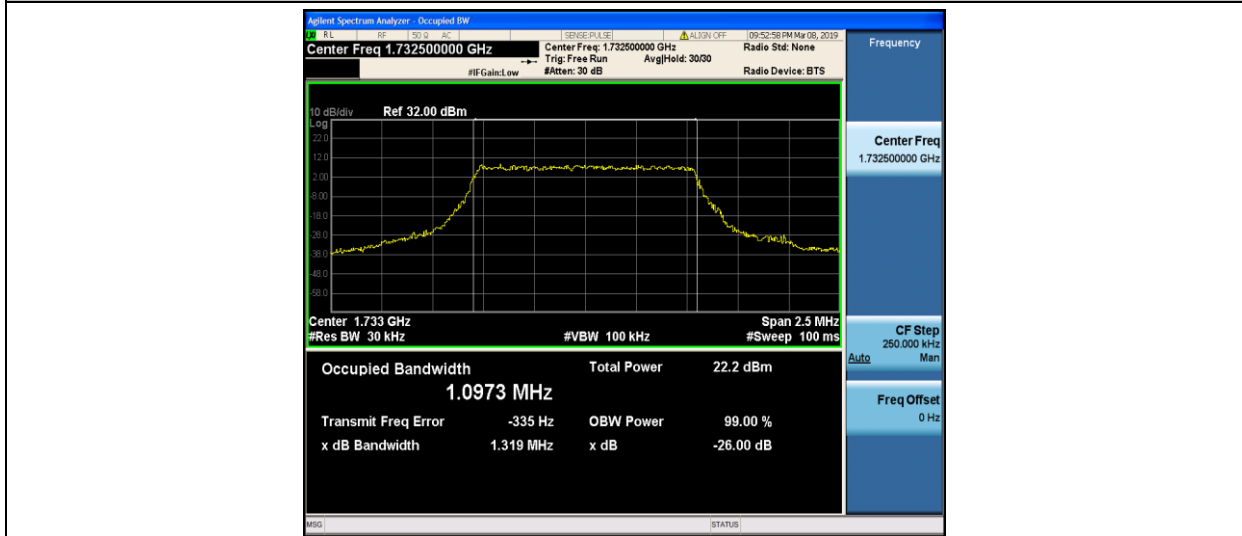 Agilent Spectrum Analyzer - Occupied BW
RL RF 50 Ω AC SENSE:PULSE ALIGN OFF 09:52:58 PM Mar 08, 2019
Center Freq 1.732500000 GHz Center Freq: 1.732500000 GHz Radio Std: None
Trig: Free Run Avg|Hold: 30/30
#IFGain:Low #Atten: 30 dB Radio Device: BTS
Frequency
10 dB/div Ref 32.00 dBm
Log
22.0
12.0
2.00
-8.00
-18.0
-28.0
-38.0
-48.0
-58.0
Center 1.733 GHz Span 2.5 MHz
#Res BW 30 kHz #VBW 100 kHz #Sweep 100 ms
Occupied Bandwidth Total Power 22.2 dBm
1.0973 MHz
Transmit Freq Error -335 Hz OBW Power 99.00 %
x dB Bandwidth 1.319 MHz x dB -26.00 dB
Center Freq
1.732500000 GHz
CF Step
250.000 kHz
Auto Man
Freq Offset
0 Hz
MSG STATUS